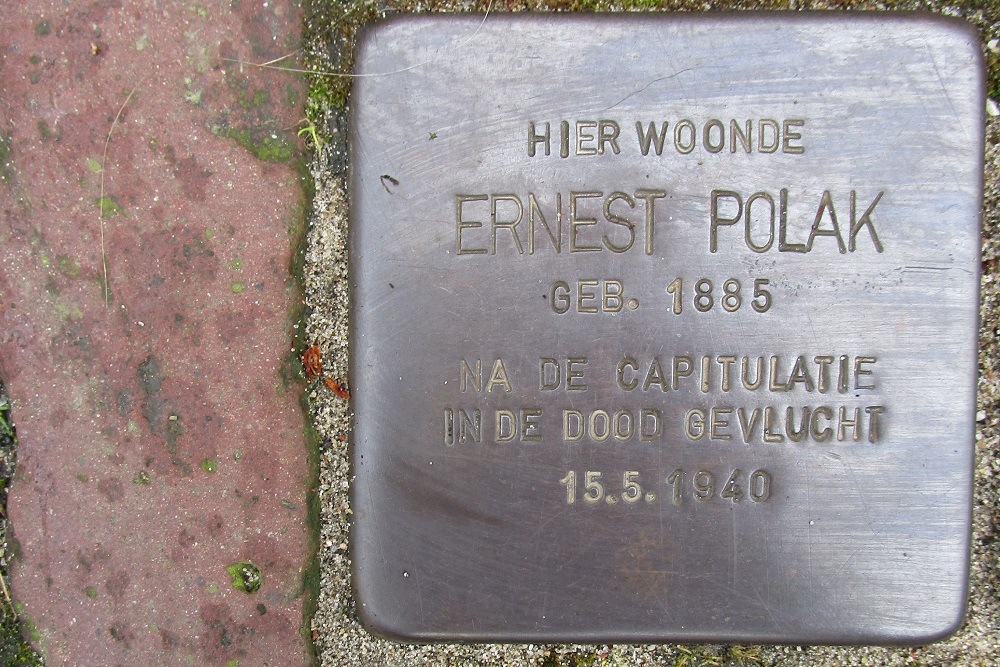 HIER WOONDE
ERNEST POLAK
GEB. 1885
NA DE CAPITULATIE
IN DE DOOD GEVLUCHT
15.5.1940